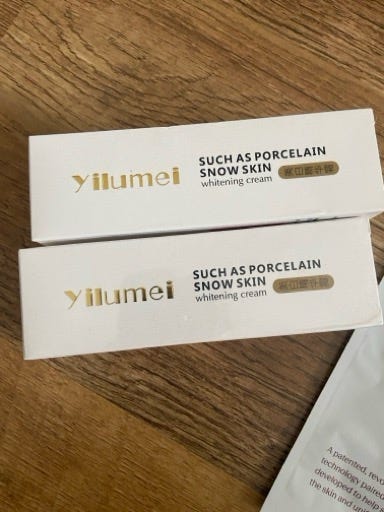 yilumei
SUCH AS PORCELAIN
SNOW SKIN
whitening cream
yilumei
SUCH AS PORCELAIN
SNOW SKIN
whitening cream
A patented, revo
technology paired
developed to help
the skin and